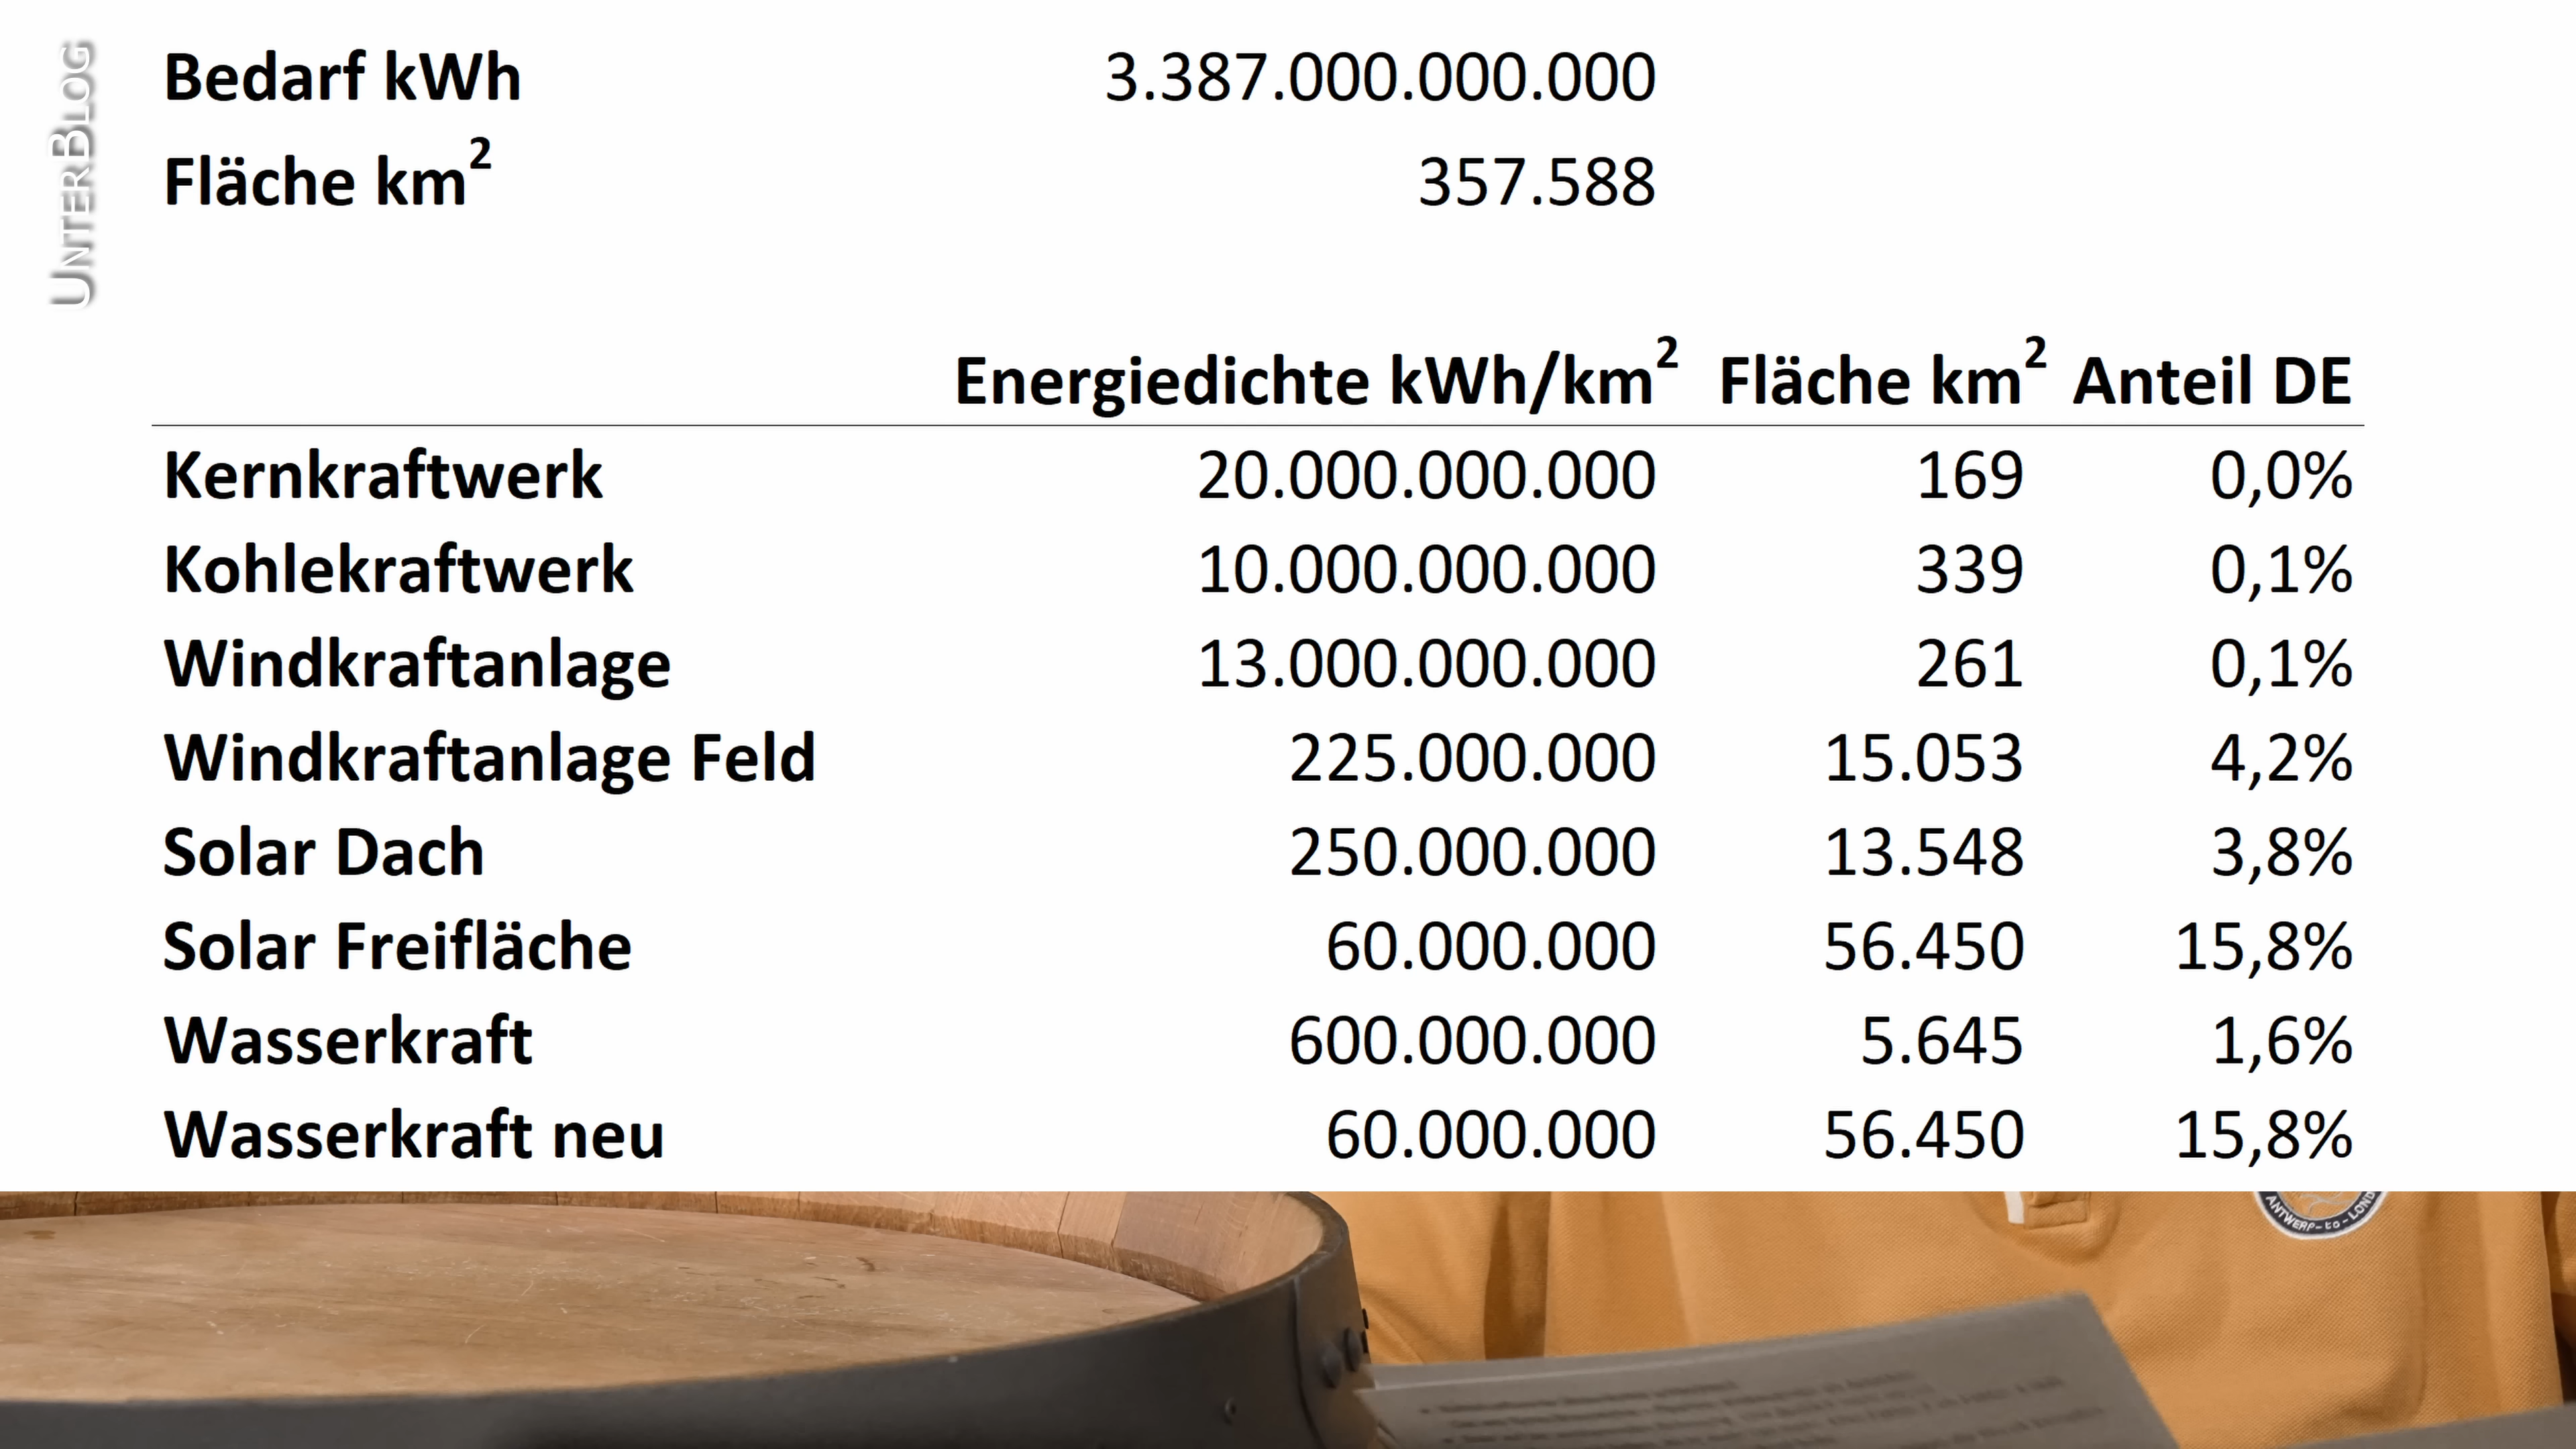 UNTERBLOG
Bedarf kWh 3.387.000.000.000
Fläche km² 357.588
Energiedichte kWh/km² Fläche km² Anteil DE
Kernkraftwerk 20.000.000.000 169 0,0%
Kohlekraftwerk 10.000.000.000 339 0,1%
Windkraftanlage 13.000.000.000 261 0,1%
Windkraftanlage Feld 225.000.000 15.053 4,2%
Solar Dach 250.000.000 13.548 3,8%
Solar Freifläche 60.000.000 56.450 15,8%
Wasserkraft 600.000.000 5.645 1,6%
Wasserkraft neu 60.000.000 56.450 15,8%
ANTWERP-to-LOND